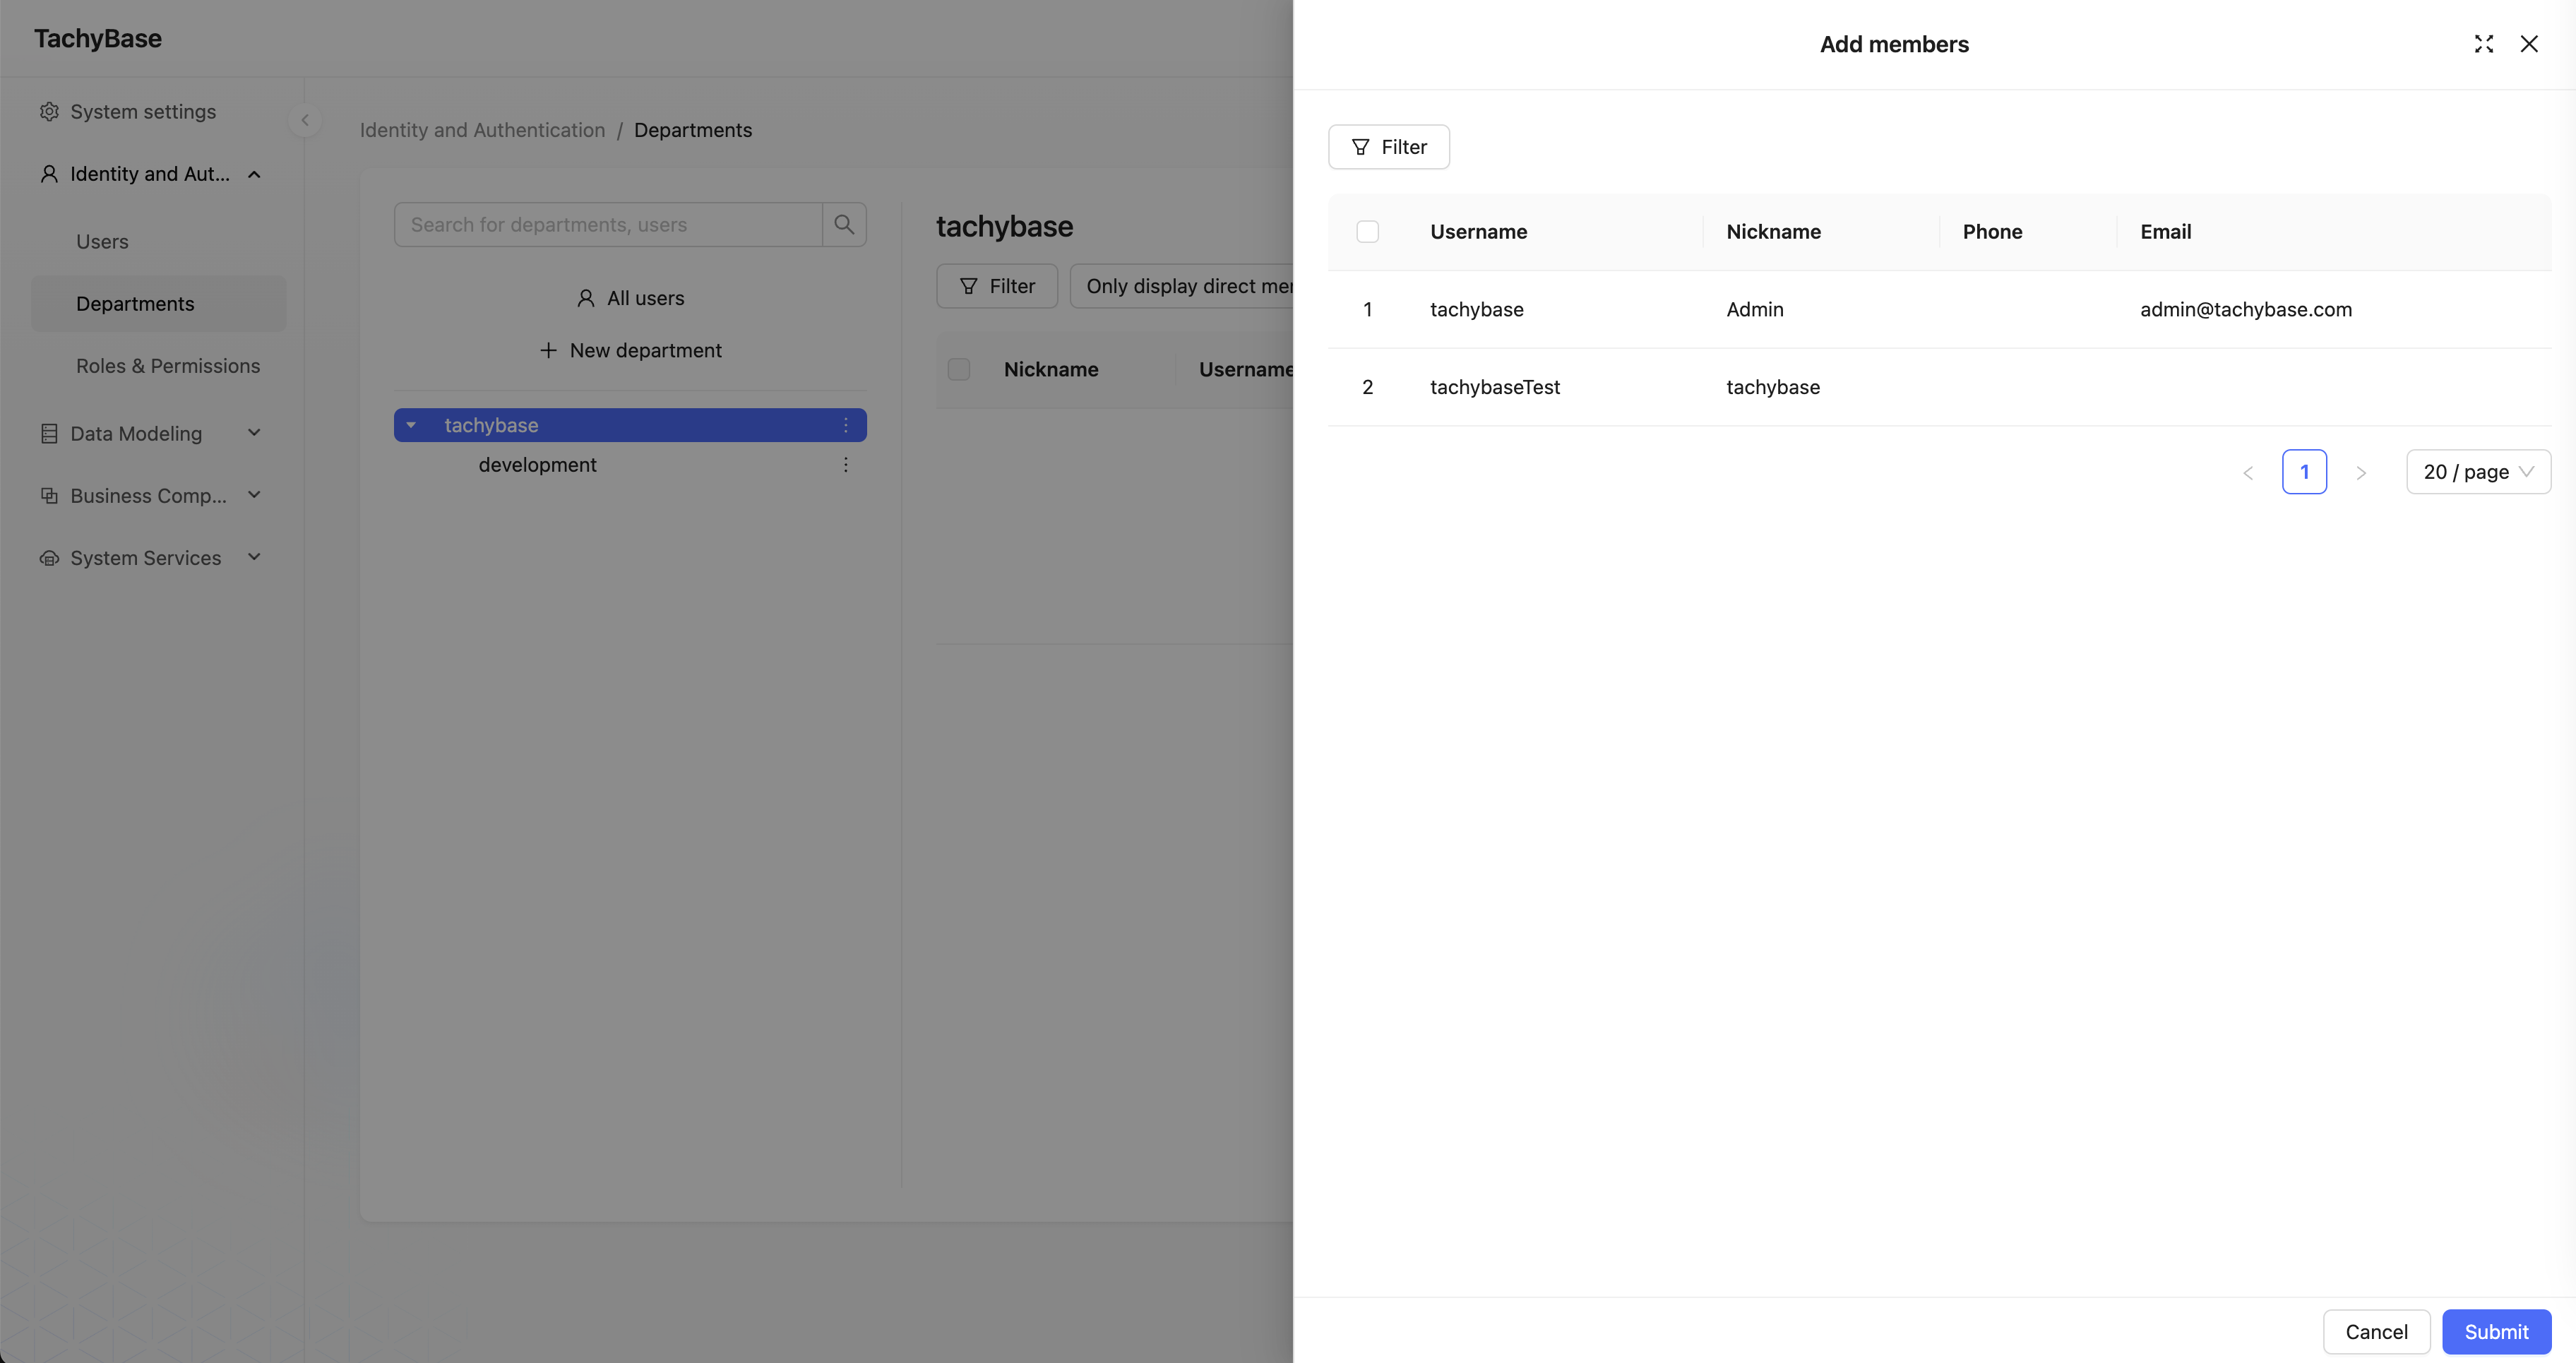 TachyBase
System settings
Identity and Aut...
Users
Departments
Roles & Permissions
Data Modeling
Business Comp...
System Services
Identity and Authentication / Departments
Search for departments, users
All users
New department
tachybase
development
tachybase
Filter
Only display direct mer
Nickname Username
Add members
Filter
Username Nickname Phone Email
1 tachybase Admin admin@tachybase.com
2 tachybaseTest tachybase
1
20 / page
Cancel Submit